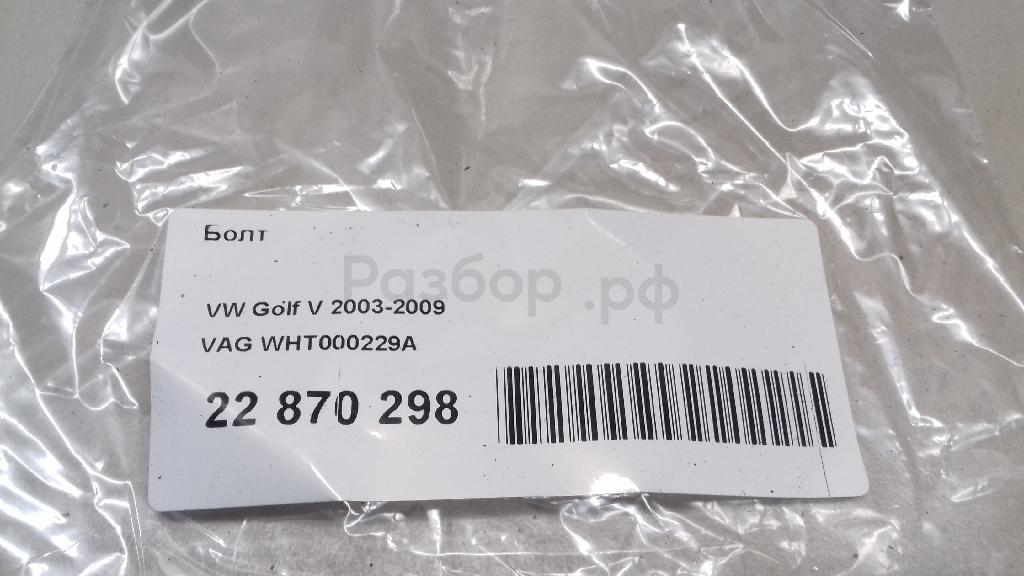 Болт
Разбор.рф
VW Golf V 2003-2009
VAG WHT000229A
22 870 298